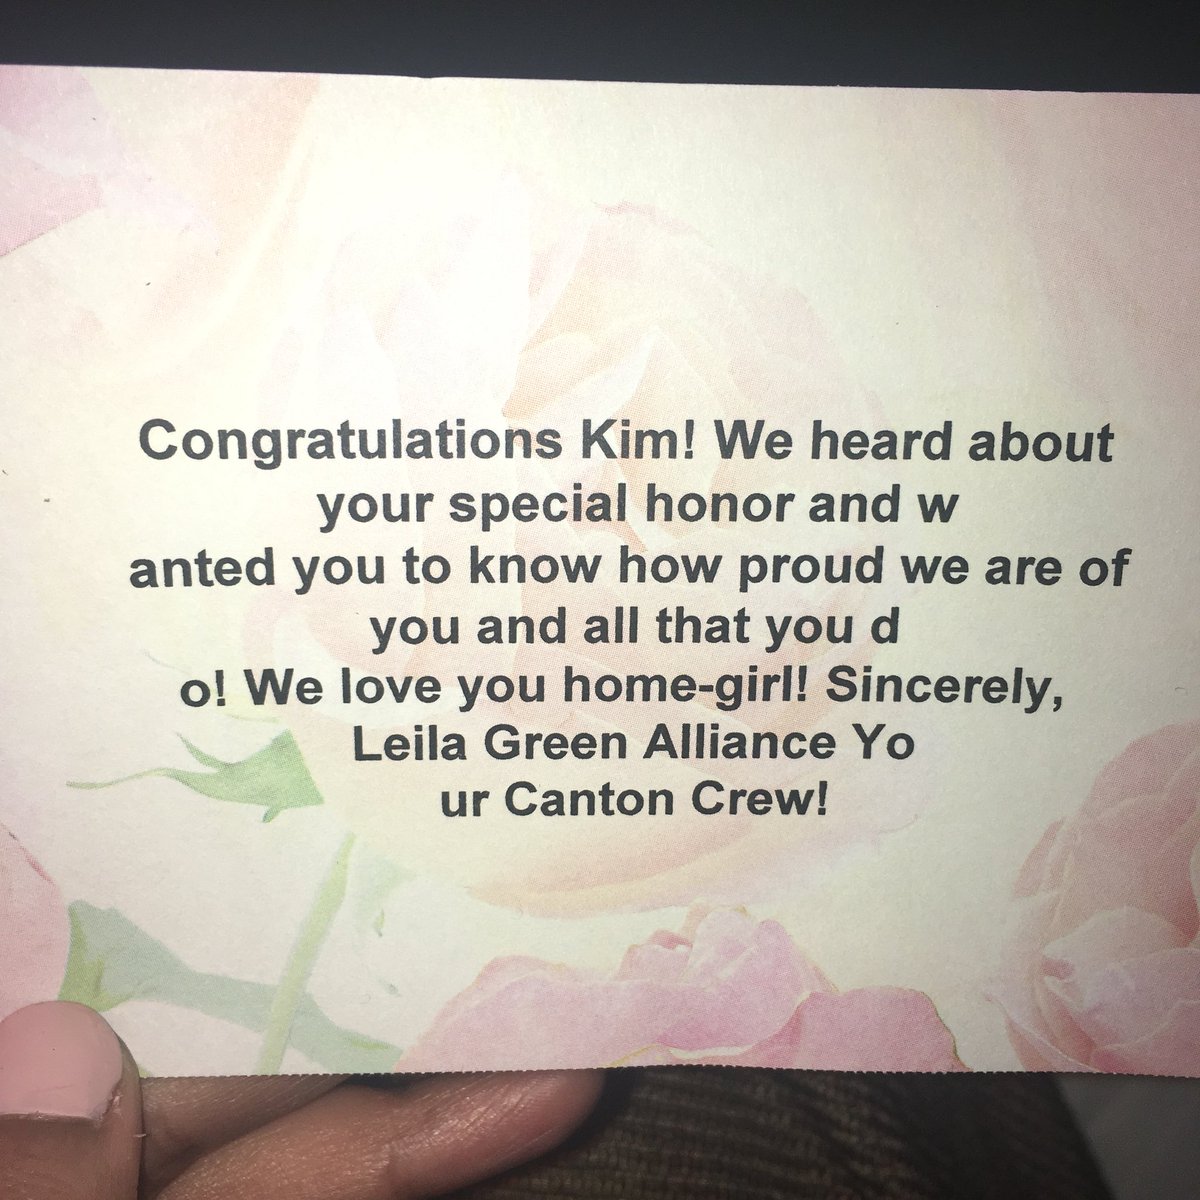 Congratulations Kim! We heard about
your special honor and w
anted you to know how proud we are of
you and all that you d
o! We love you home-girl! Sincerely,
Leila Green Alliance Yo
ur Canton Crew!